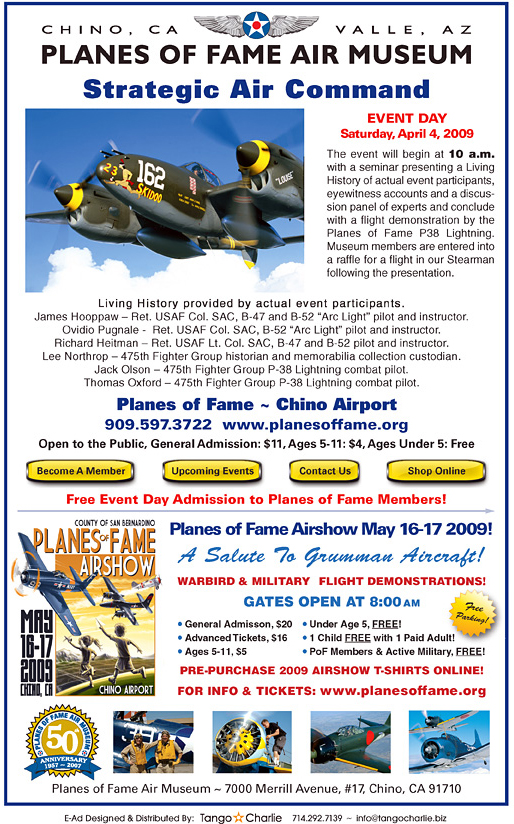 CHINO, CA VALLE, AZ
PLANES OF FAME AIR MUSEUM
Strategic Air Command
162
23
SKIDOO
"LOUISE"
EVENT DAY
Saturday, April 4, 2009
The event will begin at 10 a.m.
with a seminar presenting a Living
History of actual event participants,
eyewitness accounts and a discus-
sion panel of experts and conclude
with a flight demonstration by the
Planes of Fame P38 Lightning.
Museum members are entered into
a raffle for a flight in our Stearman
following the presentation.
Living History provided by actual event participants.
James Hooppaw – Ret. USAF Col. SAC, B-47 and B-52 “Arc Light” pilot and instructor.
Ovidio Pugnale - Ret. USAF Col. SAC, B-52 “Arc Light” pilot and instructor.
Richard Heitman – Ret. USAF Lt. Col. SAC, B-47 and B-52 pilot and instructor.
Lee Northrop – 475th Fighter Group historian and memorabilia collection custodian.
Jack Olson – 475th Fighter Group P-38 Lightning combat pilot.
Thomas Oxford – 475th Fighter Group P-38 Lightning combat pilot.
Planes of Fame ~ Chino Airport
909.597.3722 www.planesoffame.org
Open to the Public, General Admission: $11, Ages 5-11: $4, Ages Under 5: Free
Become A Member Upcoming Events Contact Us Shop Online
Free Event Day Admission to Planes of Fame Members!
COUNTY OF SAN BERNARDINO
PLANES OF FAME
AIRSHOW
MAY
16-17
2009
CHINO, CA
CHINO AIRPORT
Planes of Fame Airshow May 16-17 2009!
A Salute To Grumman Aircraft!
WARBIRD & MILITARY FLIGHT DEMONSTRATIONS!
GATES OPEN AT 8:00 AM
Free
Parking!
• General Admisson, $20 • Under Age 5, FREE!
• Advanced Tickets, $16 • 1 Child FREE with 1 Paid Adult!
• Ages 5-11, $5 • PoF Members & Active Military, FREE!
PRE-PURCHASE 2009 AIRSHOW T-SHIRTS ONLINE!
FOR INFO & TICKETS: www.planesoffame.org
PLANES OF FAME AIR MUSEUM
50
ANNIVERSARY
1957 – 2007
Planes of Fame Air Museum ~ 7000 Merrill Avenue, #17, Chino, CA 91710
E-Ad Designed & Distributed By: Tango Charlie 714.292.7139 ~ info@tangocharlie.biz